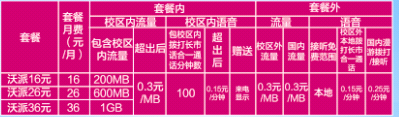 套餐 套餐月费(元/月) 套餐内 套餐外
校区内流量 校区内语音 流量 语音
包含校区内流量 超出后 包校区内拨打长市话合一通话分钟数 超出后 赠送 校区外流量 国内流量 接听免费范围 校区外本地拨打长市合一通话 国内漫游拨打/接听
沃派16元 16 200MB 0.3元/MB 100 0.15元/分钟 来电显示 0.3元/MB 0.3元/MB 本地 0.15元/分钟 0.25元/分钟
沃派26元 26 600MB
沃派36元 36 1GB